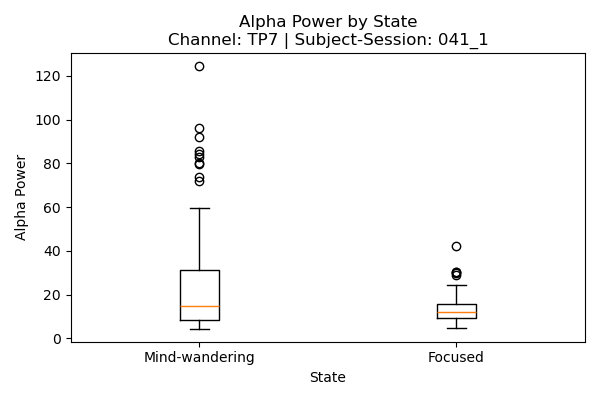 Alpha Power by State
Channel: TP7 | Subject-Session: 041_1
120
100
80
60
40
20
0
Alpha Power
Mind-wandering
Focused
State